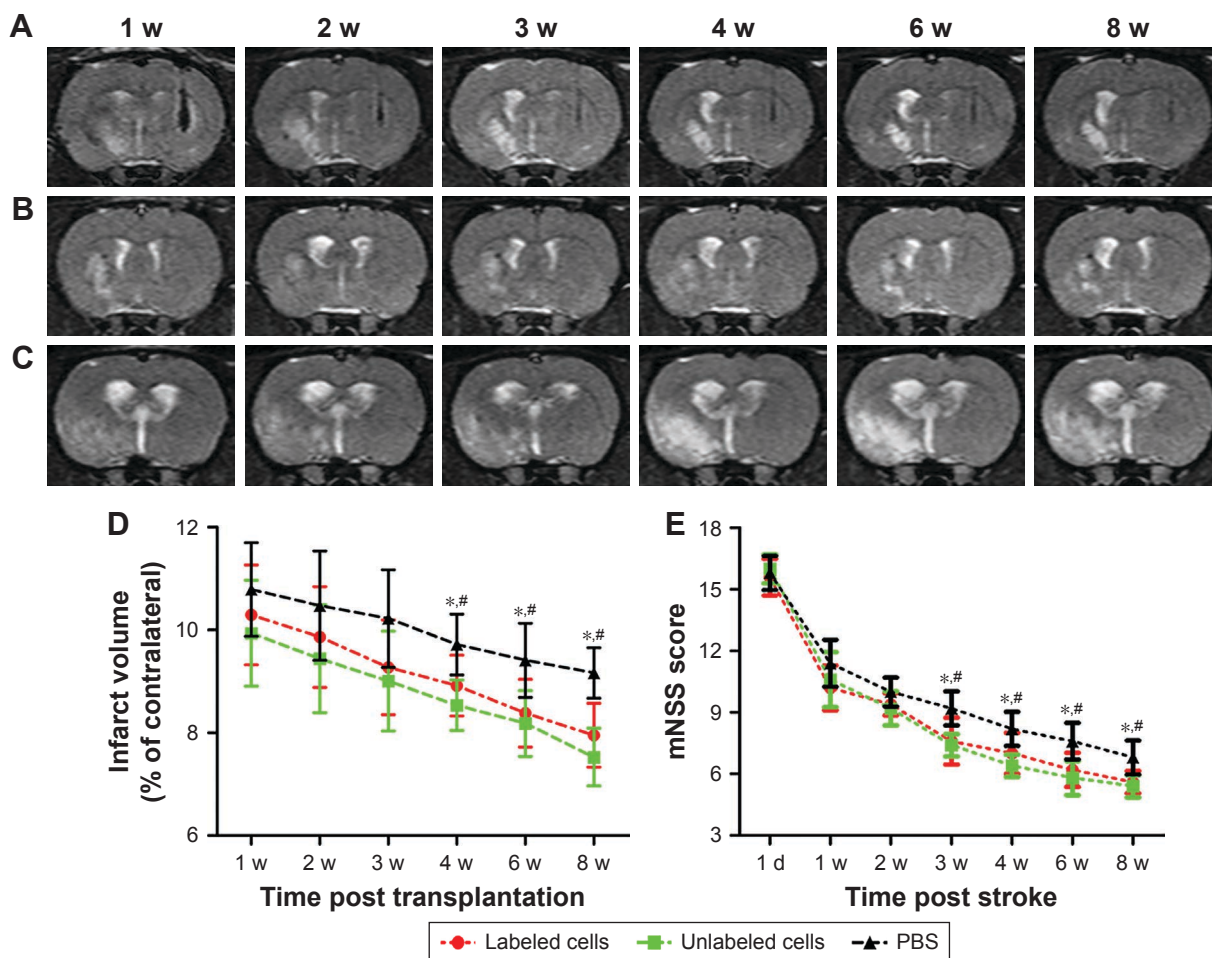 A
1 w 2 w 3 w 4 w 6 w 8 w
B
C
D
12
10
8
6
Infarct volume
(% of contralateral)
*,# *,# *,#
1 w 2 w 3 w 4 w 6 w 8 w
Time post transplantation
E
18
15
12
9
6
3
mNSS score
*,# *,# *,# *,#
1 d 1 w 2 w 3 w 4 w 6 w 8 w
Time post stroke
Labeled cells Unlabeled cells PBS